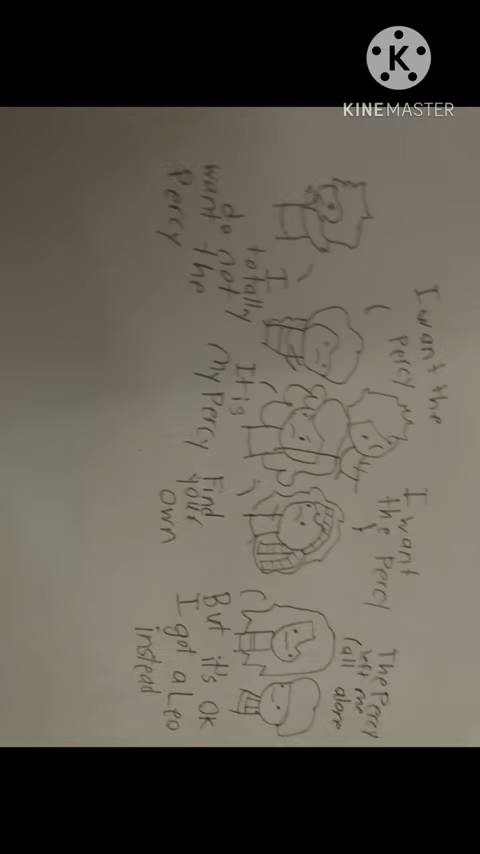 K
KINEMASTER
I
totally
do not
want the
Percy
I want the
Percy
It is
My Percy
I want
the Percy
Find
your
own
The Percy
left me
all alone
But it's ok
I got a Leo
instead